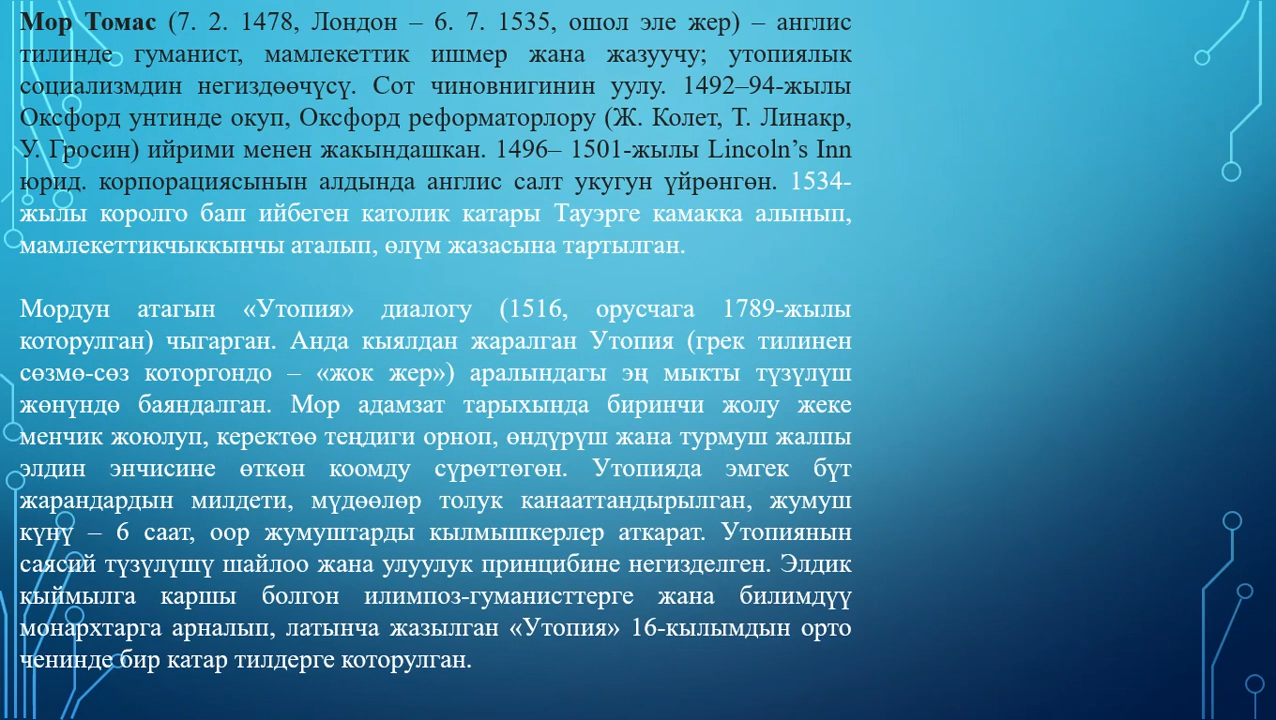 Мор Томас (7. 2. 1478, Лондон – 6. 7. 1535, ошол эле жер) – англис
тилинде гуманист, мамлекеттик ишмер жана жазуучу; утопиялык
социализмдин негиздөөчүсү. Сот чиновнигинин уулу. 1492–94-жылы
Оксфорд унтинде окуп, Оксфорд реформаторлору (Ж. Колет, Т. Линакр,
У. Гросин) ийрими менен жакындашкан. 1496– 1501-жылы Lincoln’s Inn
юрид. корпорациясынын алдында англис салт укугун үйрөнгөн. 1534-
жылы королго баш ийбеген католик катары Тауэрге камакка алынып,
мамлекеттикчыккынчы аталып, өлүм жазасына тартылган.
Мордун атагын «Утопия» диалогу (1516, орусчага 1789-жылы
которулган) чыгарган. Анда кыялдан жаралган Утопия (грек тилинен
сөзмө-сөз которгондо – «жок жер») аралындагы эң мыкты түзүлүш
жөнүндө баяндалган. Мор адамзат тарыхында биринчи жолу жеке
менчик жоюлуп, керектөө теңдиги орноп, өндүрүш жана турмуш жалпы
элдин энчисине өткөн коомду сүрөттөгөн. Утопияда эмгек бүт
жарандардын милдети, мүдөөлөр толук канааттандырылган, жумуш
күнү – 6 саат, оор жумуштарды кылмышкерлер аткарат. Утопиянын
саясий түзүлүшү шайлоо жана улуулук принцибине негизделген. Элдик
кыймылга каршы болгон илимпоз-гуманисттерге жана билимдүү
монархтарга арналып, латынча жазылган «Утопия» 16-кылымдын орто
ченинде бир катар тилдерге которулган.